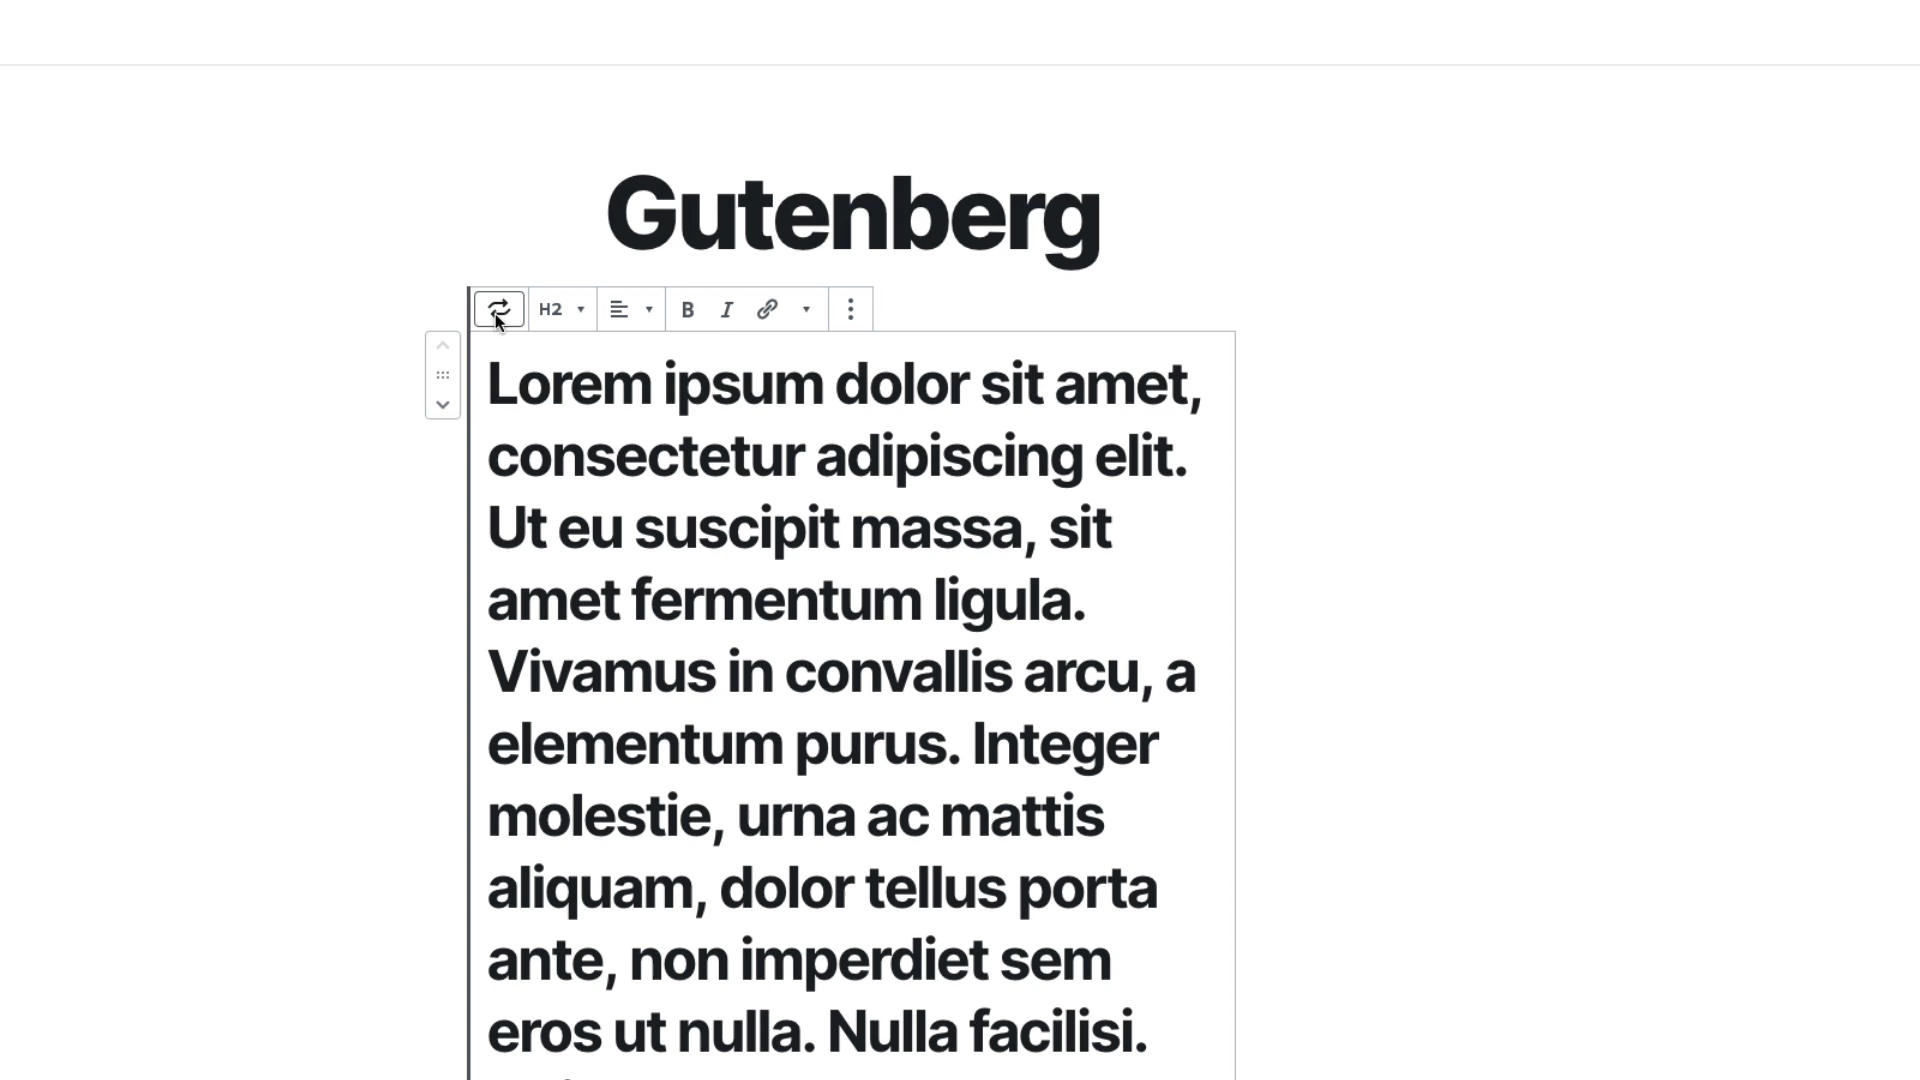 Gutenberg
H2 B I
Lorem ipsum dolor sit amet,
consectetur adipiscing elit.
Ut eu suscipit massa, sit
amet fermentum ligula.
Vivamus in convallis arcu, a
elementum purus. Integer
molestie, urna ac mattis
aliquam, dolor tellus porta
ante, non imperdiet sem
eros ut nulla. Nulla facilisi.